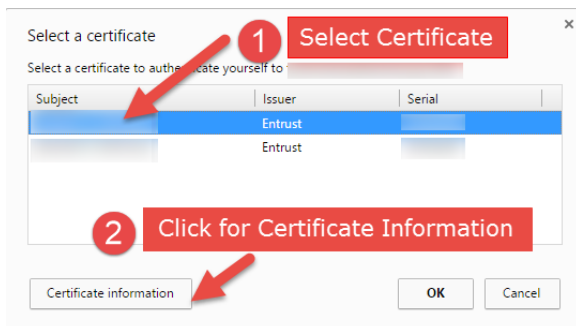 Select a certificate
×
1 Select Certificate
Select a certificate to authenticate yourself to
Subject Issuer Serial
Entrust
Entrust
2 Click for Certificate Information
Certificate information OK Cancel